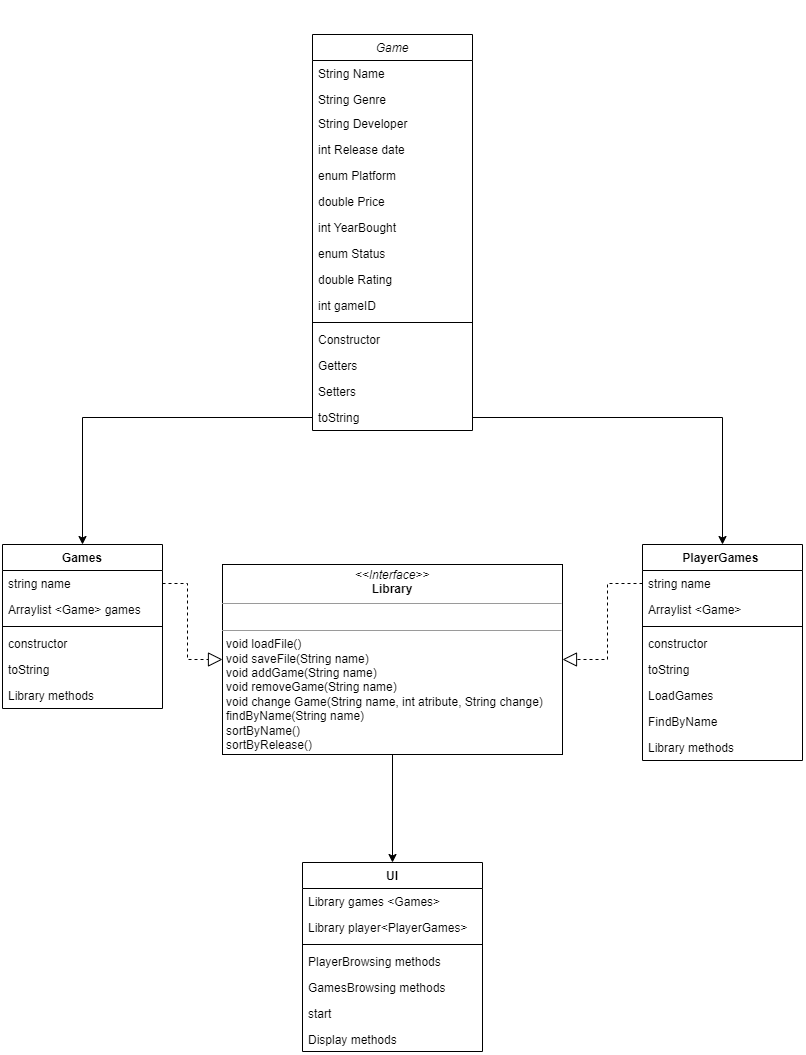 Game
String Name
String Genre
String Developer
int Release date
enum Platform
double Price
int YearBought
enum Status
double Rating
int gameID
Constructor
Getters
Setters
toString
Games
string name
Arraylist <Game> games
constructor
toString
Library methods
<<Interface>>
Library
void loadFile()
void saveFile(String name)
void addGame(String name)
void removeGame(String name)
void change Game(String name, int atribute, String change)
findByName(String name)
sortByName()
sortByRelease()
PlayerGames
string name
Arraylist <Game>
constructor
toString
LoadGames
FindByName
Library methods
UI
Library games <Games>
Library player<PlayerGames>
PlayerBrowsing methods
GamesBrowsing methods
start
Display methods